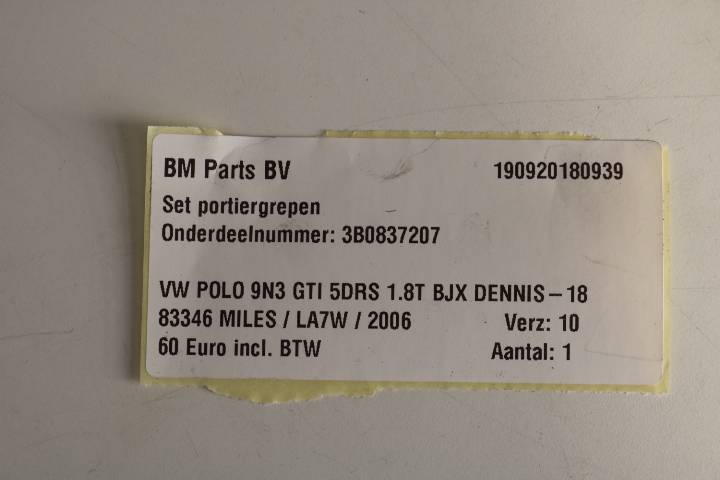 BM Parts BV 190920180939
Set portiergrepen
Onderdeelnummer: 3B0837207
VW POLO 9N3 GTI 5DRS 1.8T BJX DENNIS-18
83346 MILES / LA7W / 2006 Verz: 10
60 Euro incl. BTW Aantal: 1